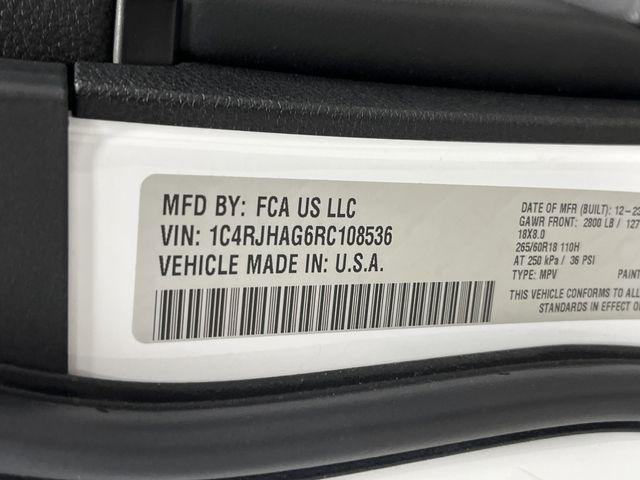 MFD BY: FCA US LLC
VIN: 1C4RJHAG6RC108536
VEHICLE MADE IN: U.S.A.
DATE OF MFR (BUILT): 12-23
GAWR FRONT: 2800 LB / 127
18X8.0
265/60R18 110H
AT 250 kPa / 36 PSI
TYPE: MPV PAINT
THIS VEHICLE CONFORMS TO ALL
STANDARDS IN EFFECT